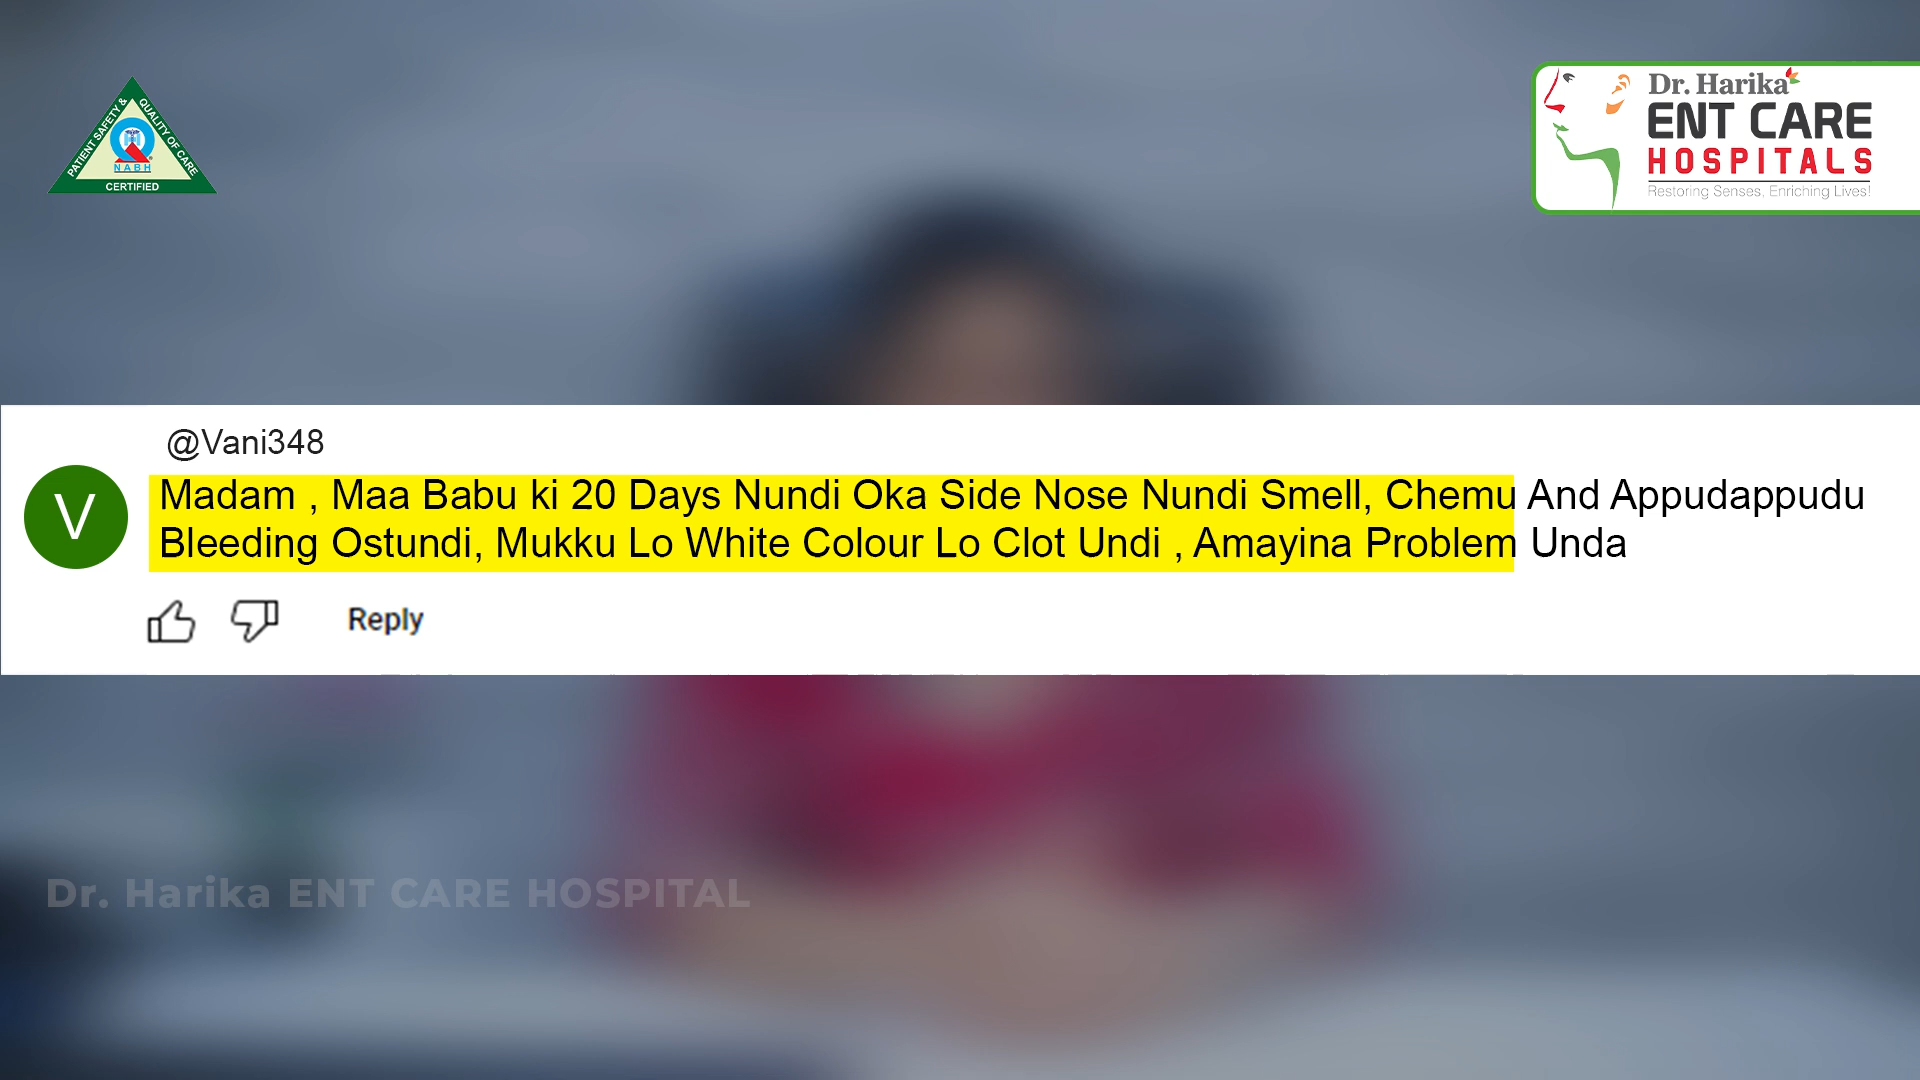 PATIENT SAFETY & QUALITY OF CARE
NABH
CERTIFIED
Dr. Harika
ENT CARE
HOSPITALS
Restoring Senses, Enriching Lives!
@Vani348
V
Madam , Maa Babu ki 20 Days Nundi Oka Side Nose Nundi Smell, Chemu And Appudappudu
Bleeding Ostundi, Mukku Lo White Colour Lo Clot Undi , Amayina Problem Unda
Reply
Dr. Harika ENT CARE HOSPITAL